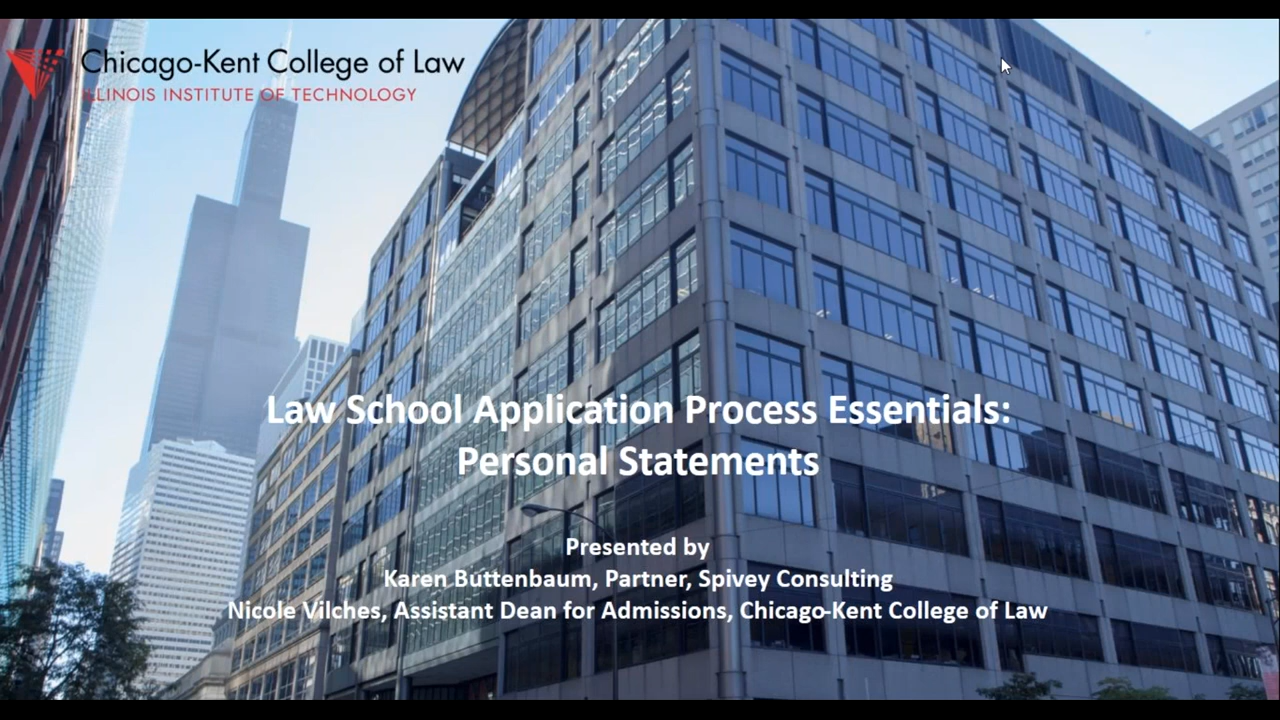 Chicago-Kent College of Law
ILLINOIS INSTITUTE OF TECHNOLOGY
Law School Application Process Essentials:
Personal Statements
Presented by
Karen Buttenbaum, Partner, Spivey Consulting
Nicole Vilches, Assistant Dean for Admissions, Chicago-Kent College of Law